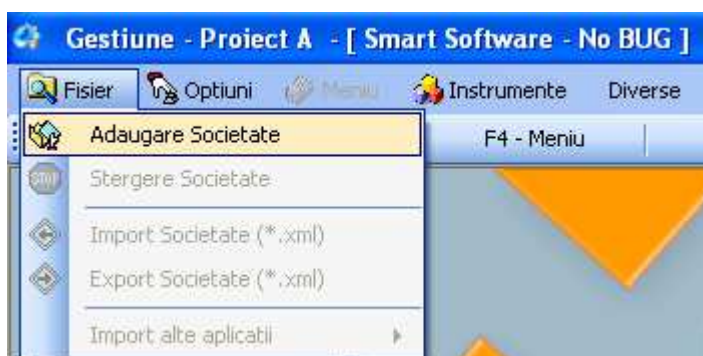 Gestiune - Proiect A - [ Smart Software - No BUG ]
Fisier Optiuni Meniu Instrumente Diverse
Adaugare Societate F4 - Meniu
STOP Stergere Societate
Import Societate (*.xml)
Export Societate (*.xml)
Import alte aplicatii